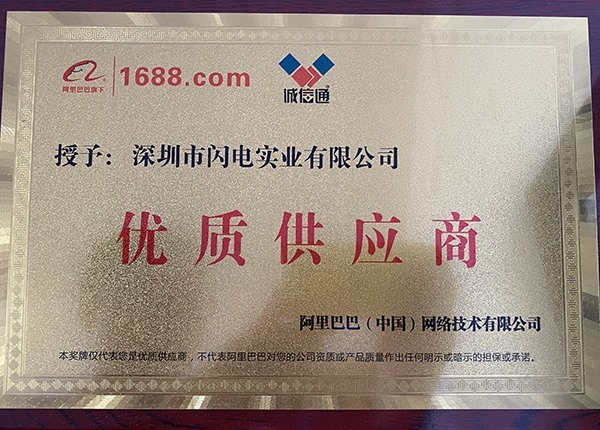 阿里巴巴旗下
1688.com
诚信通
授予：深圳市闪电实业有限公司
优质供应商
阿里巴巴（中国）网络技术有限公司
本奖牌仅代表您是优质供应商，不代表阿里巴巴对您的公司资质或产品质量作出任何明示或暗示的担保或承诺。